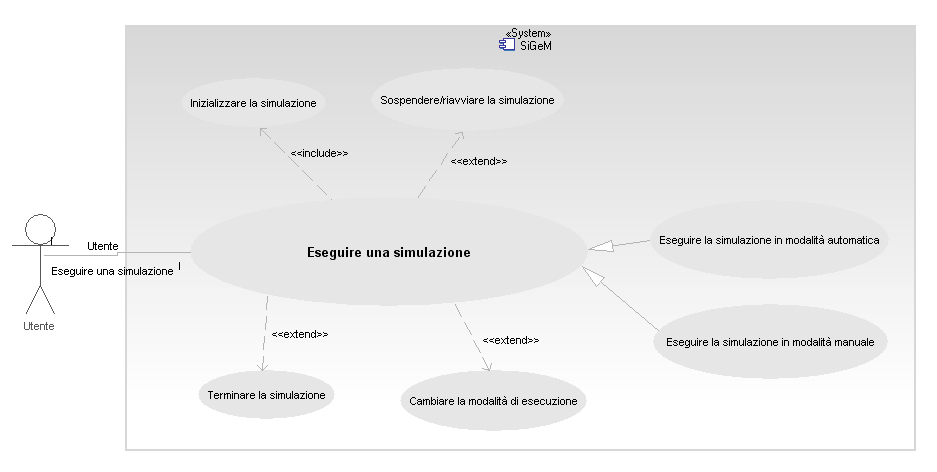 «System»
SiGeM
Inizializzare la simulazione
Sospendere/riavviare la simulazione
<<include>>
<<extend>>
Utente
Eseguire una simulazione
1
1
Utente
Eseguire una simulazione
Eseguire la simulazione in modalità automatica
Eseguire la simulazione in modalità manuale
<<extend>>
<<extend>>
Terminare la simulazione
Cambiare la modalità di esecuzione